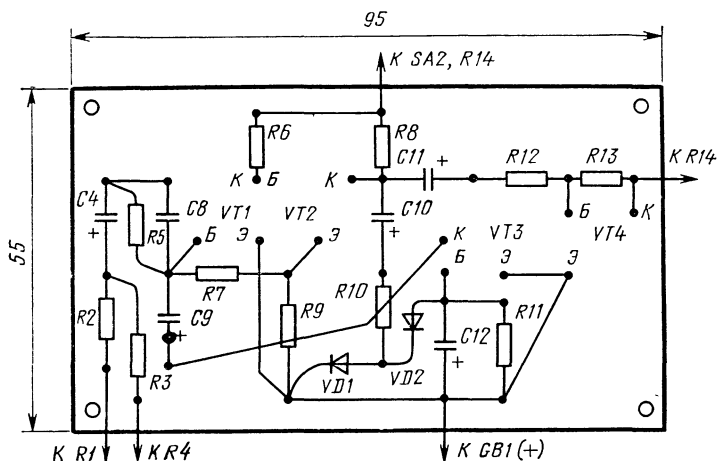 95
К SA2, R14
55
R6
R8
C11
+
R12
R13
К R14
К Б
К
C4
+
R5
C8
Б
VT1
Э
VT2
Э
C10
+
К
Б
VT3
Э
Б
К
VT4
Э
R7
R2
C9
+
R3
R9
R10
VD1
VD2
C12
+
R11
К R1
К R4
К GB1 (+)